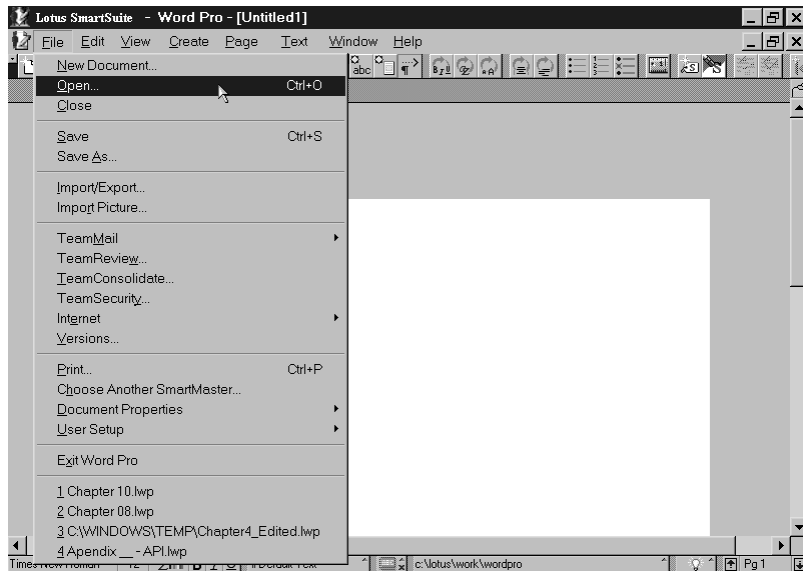 Lotus SmartSuite - Word Pro - [Untitled1]
File Edit View Create Page Text Window Help
New Document...
Open... Ctrl+O
Close
Save Ctrl+S
Save As...
Import/Export...
Import Picture...
TeamMail
TeamReview...
TeamConsolidate...
TeamSecurity...
Internet
Versions...
Print... Ctrl+P
Choose Another SmartMaster...
Document Properties
User Setup
Exit Word Pro
1 Chapter 10.lwp
2 Chapter 08.lwp
3 C:\WINDOWS\TEMP\Chapter4_Edited.lwp
4 Apendix __ - API.lwp
abc
c:\lotus\work\wordpro Pg 1